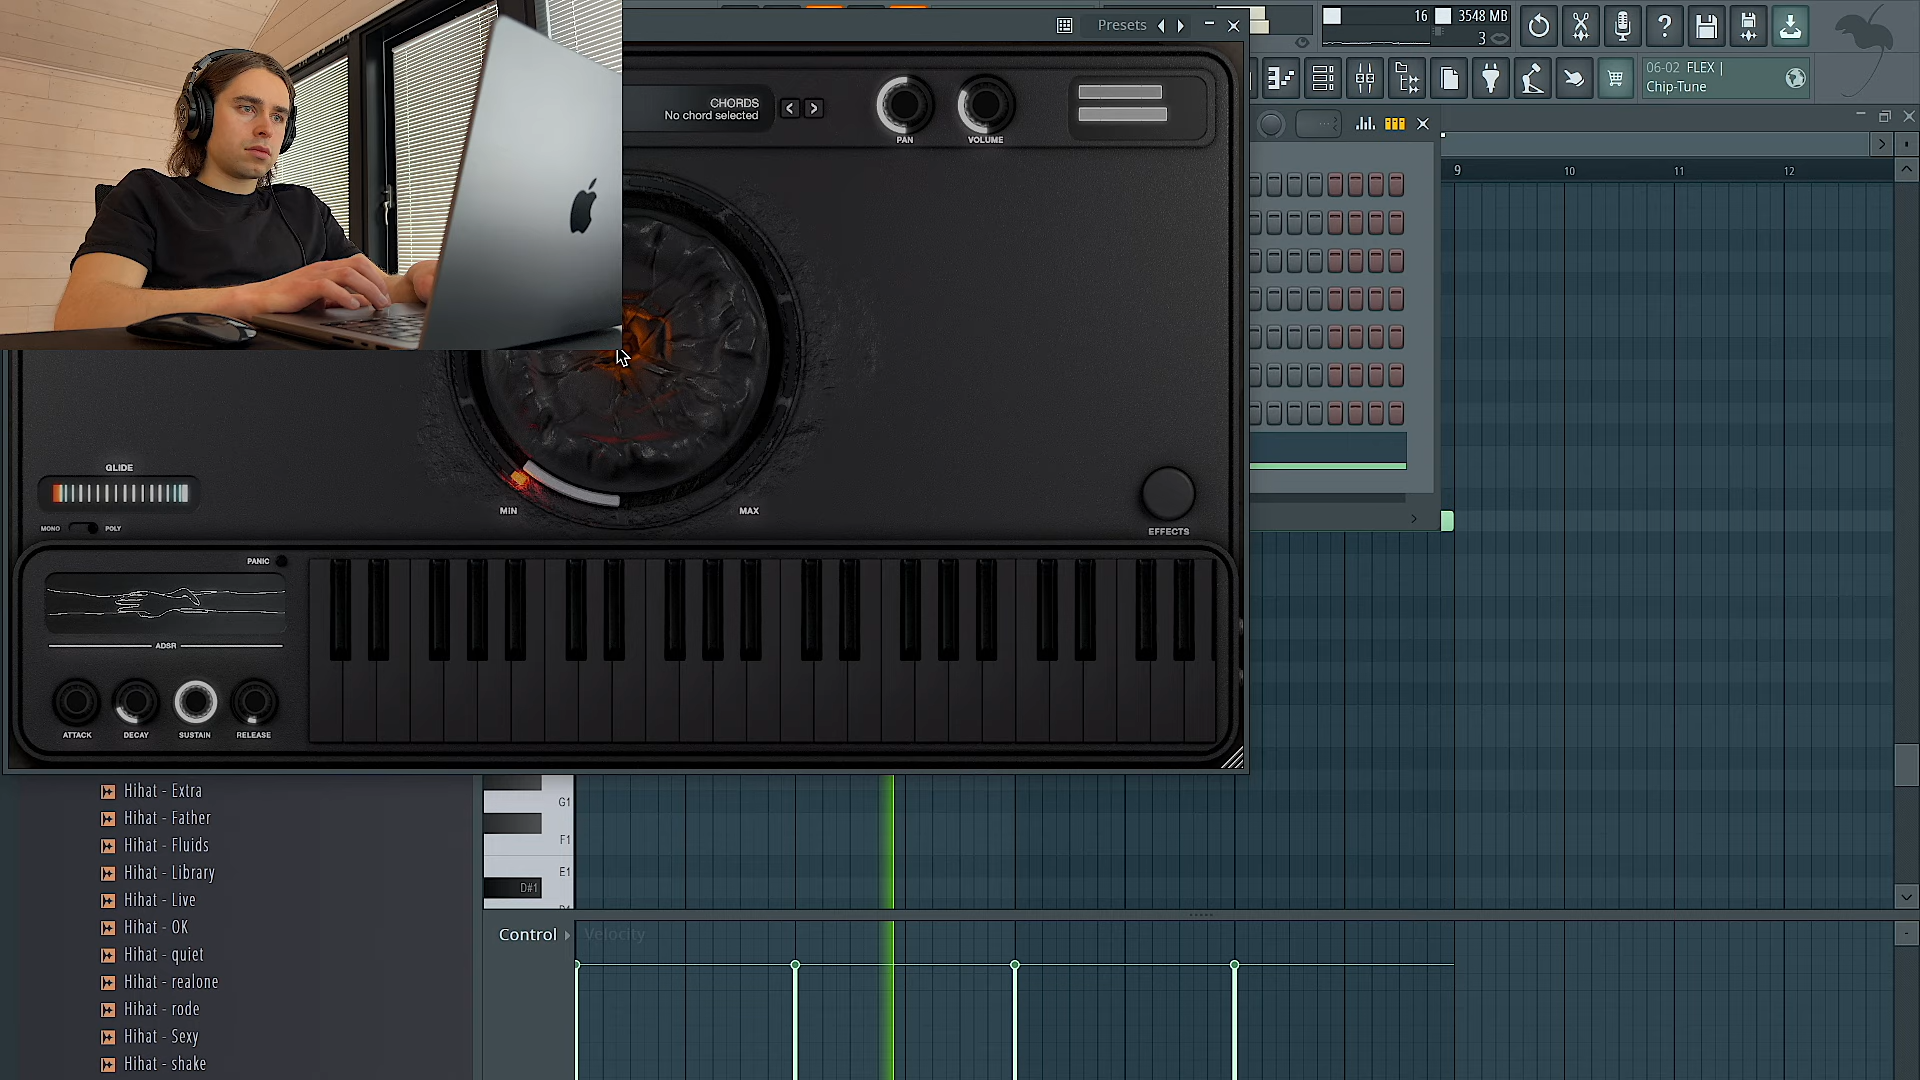 Presets
16
3548 MB
3
06-02 FLEX |
Chip-Tune
CHORDS
No chord selected
PAN
VOLUME
9
10
11
12
GLIDE
MONO
POLY
MIN
MAX
EFFECTS
PANIC
ADSR
ATTACK
DECAY
SUSTAIN
RELEASE
Hihat - Extra
Hihat - Father
Hihat - Fluids
Hihat - Library
Hihat - Live
Hihat - OK
Hihat - quiet
Hihat - realone
Hihat - rode
Hihat - Sexy
Hihat - shake
G1
F1
E1
D#1
Control
Velocity